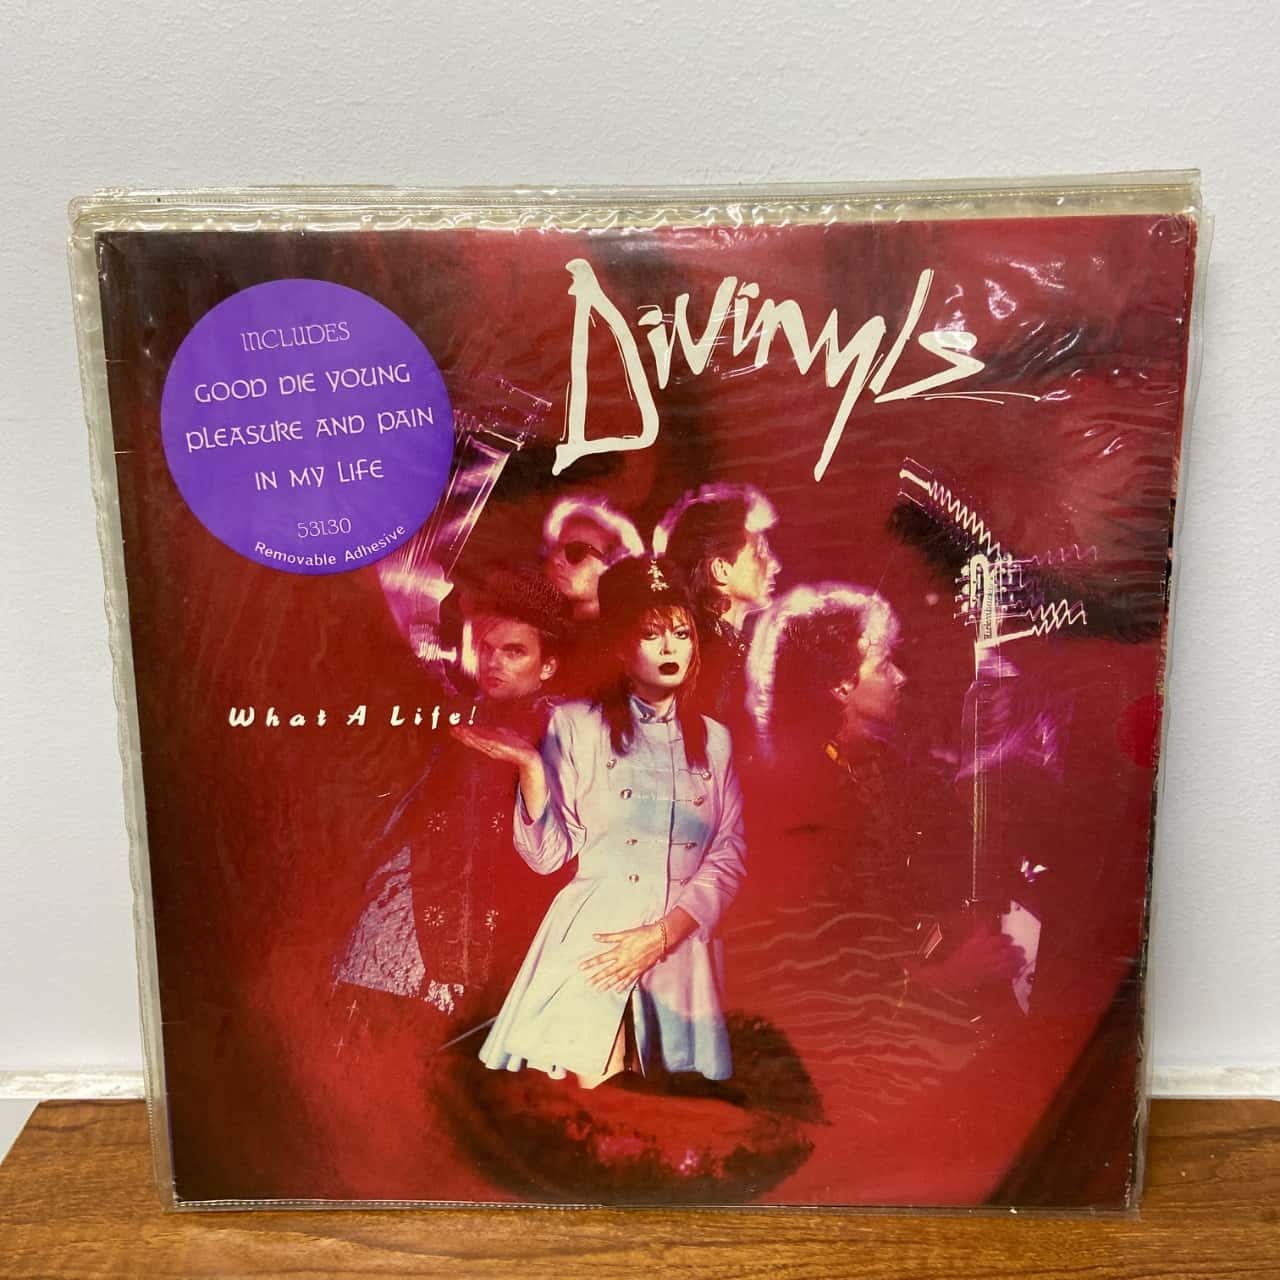 INCLUDES
GOOD DIE YOUNG
PLEASURE AND PAIN
IN MY LIFE
53130
Removable Adhesive
Divinyls
What A Life!